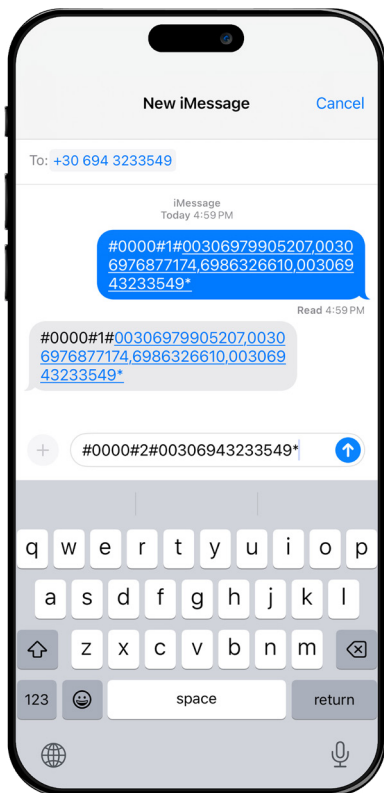 New iMessage
Cancel
To: +30 694 3233549
iMessage
Today 4:59 PM
#0000#1#00306979905207,0030
6976877174,6986326610,003069
43233549*
Read 4:59 PM
#0000#1#00306979905207,0030
6976877174,6986326610,003069
43233549*
#0000#2#00306943233549*
q w e r t y u i o p
a s d f g h j k l
z x c v b n m
123 space return